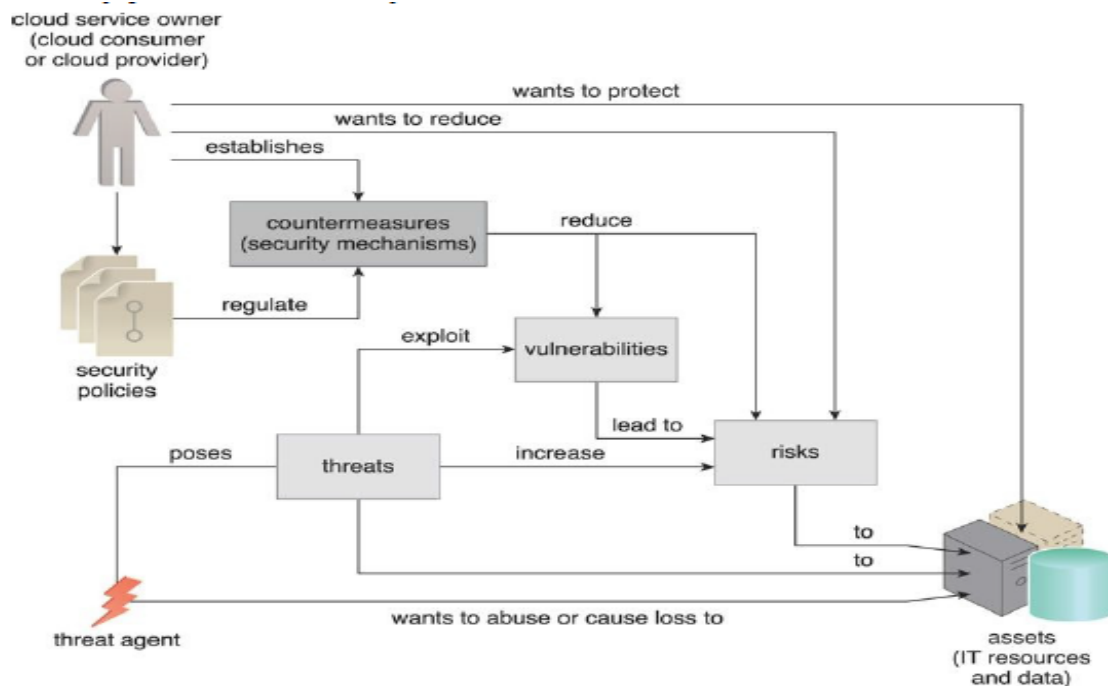 cloud service owner
(cloud consumer
or cloud provider)
wants to protect
wants to reduce
establishes
countermeasures
(security mechanisms)
reduce
regulate
exploit
vulnerabilities
security
policies
lead to
poses
threats
increase
risks
to
to
wants to abuse or cause loss to
threat agent
assets
(IT resources
and data)